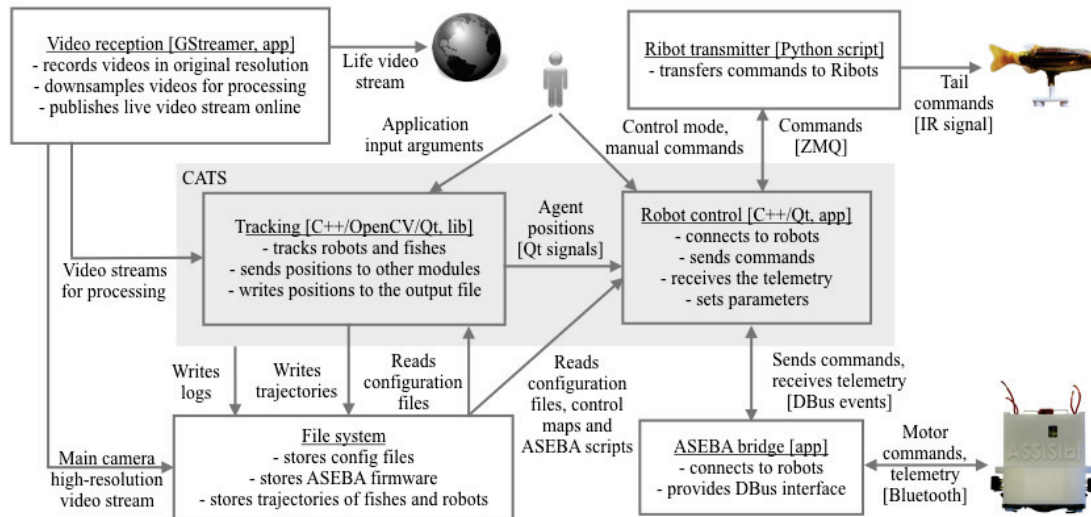 Video reception [GStreamer, app]
- records videos in original resolution
- downsamples videos for processing
- publishes live video stream online
Life video
stream
Ribot transmitter [Python script]
- transfers commands to Ribots
Tail
commands
[IR signal]
Application
input arguments
Control mode,
manual commands
Commands
[ZMQ]
CATS
Tracking [C++/OpenCV/Qt, lib]
- tracks robots and fishes
- sends positions to other modules
- writes positions to the output file
Agent
positions
[Qt signals]
Robot control [C++/Qt, app]
- connects to robots
- sends commands
- receives the telemetry
- sets parameters
Video streams
for processing
Writes
logs
Writes
trajectories
Reads
configuration
files
Reads
configuration
files, control
maps and
ASEBA scripts
Sends commands,
receives telemetry
[DBus events]
Main camera
high-resolution
video stream
File system
- stores config files
- stores ASEBA firmware
- stores trajectories of fishes and robots
ASEBA bridge [app]
- connects to robots
- provides DBus interface
Motor
commands,
telemetry
[Bluetooth]
ASSISIbf